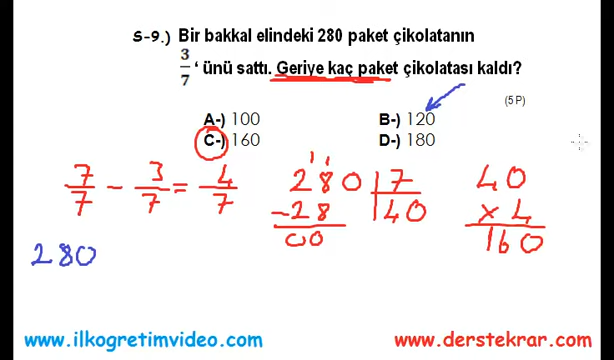 S-9.) Bir bakkal elindeki 280 paket çikolatanın
3/7 ' ünü sattı. Geriye kaç paket çikolatası kaldı?
(5 P)
A-) 100 B-) 120
C-) 160 D-) 180
7/7 - 3/7 = 4/7
280 | 7
-28 | 40
00
40
x 4
160
280
www.ilkogretimvideo.com www.derstekrar.com